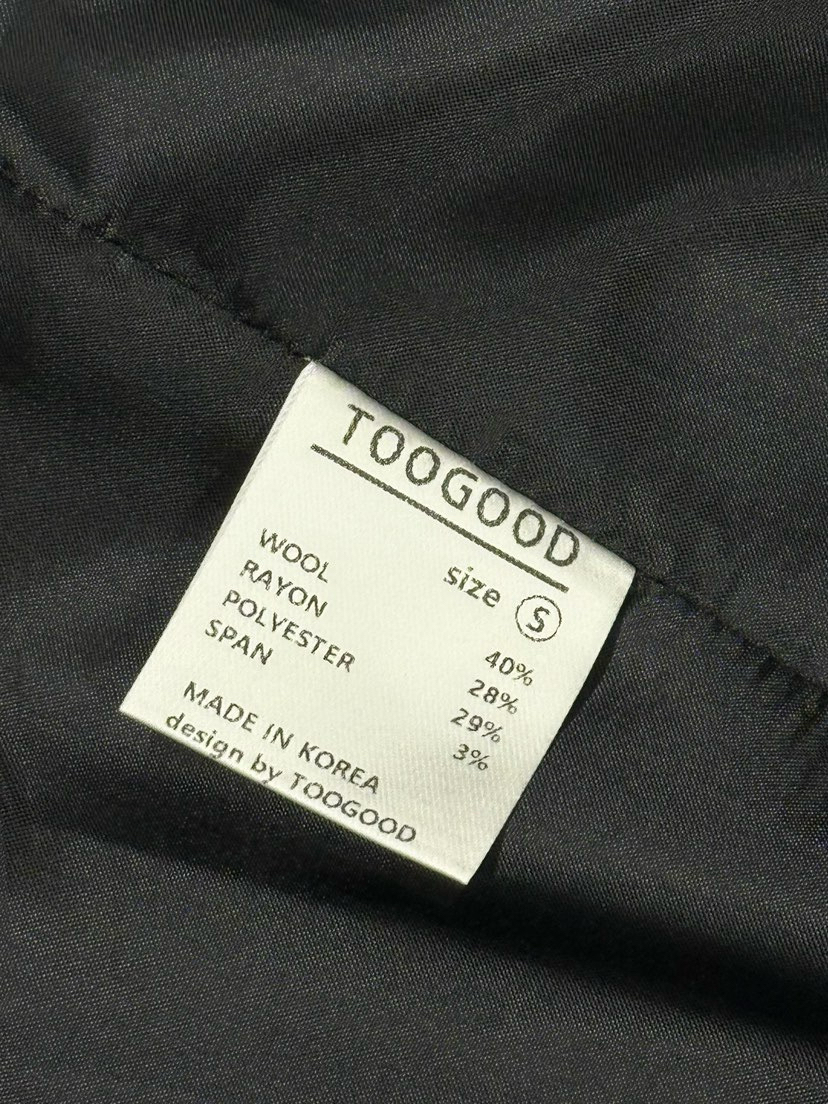 TOOGOOD
size S
WOOL 40%
RAYON 28%
POLYESTER 29%
SPAN 3%
MADE IN KOREA
design by TOOGOOD